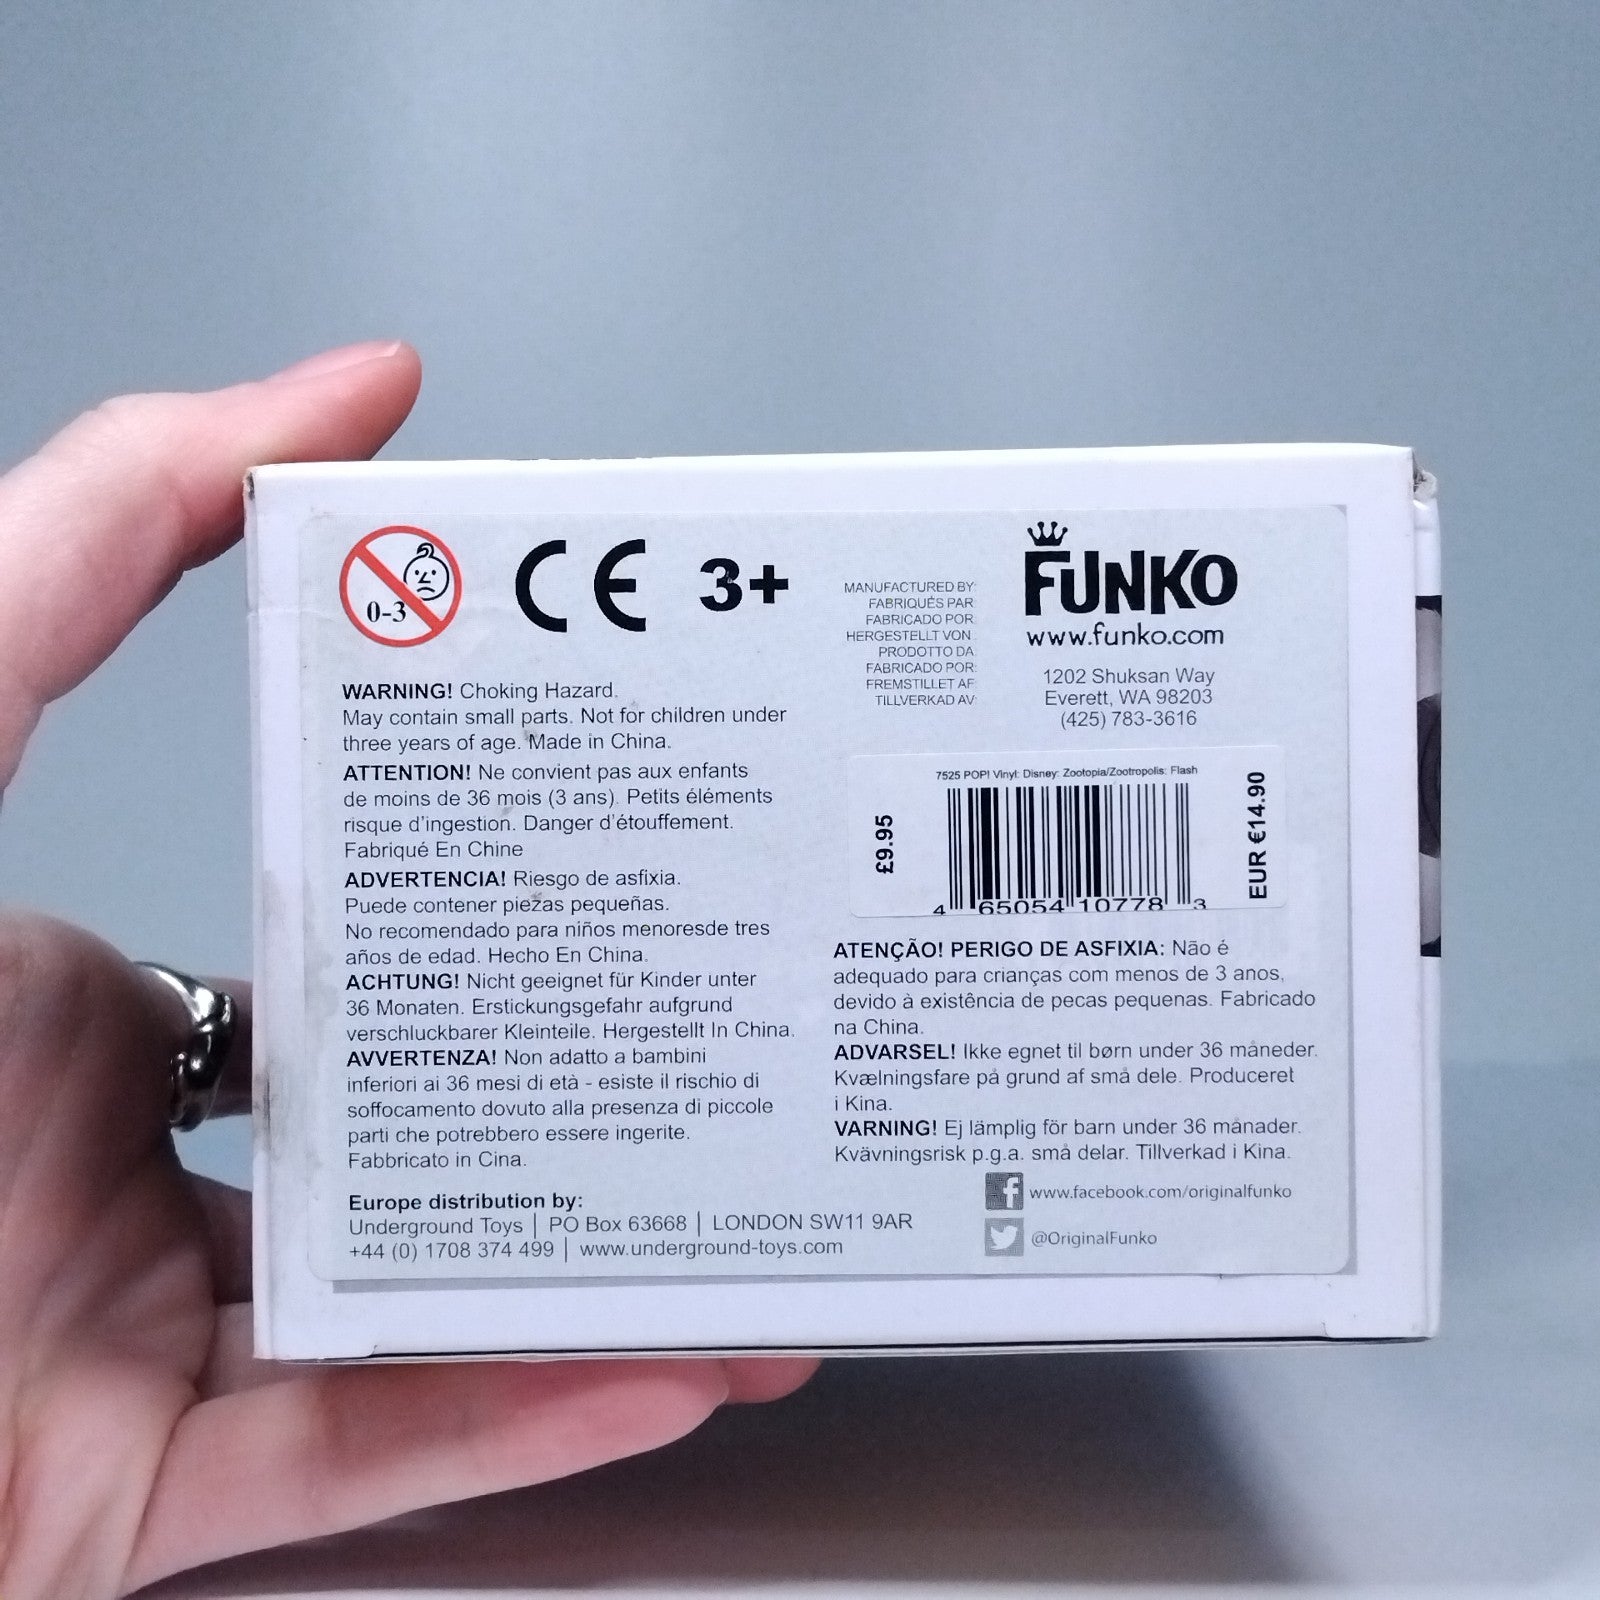 0-3
CE
3+
WARNING! Choking Hazard.
May contain small parts. Not for children under
three years of age. Made in China.
ATTENTION! Ne convient pas aux enfants
de moins de 36 mois (3 ans). Petits éléments
risque d'ingestion. Danger d'étouffement.
Fabriqué En Chine
ADVERTENCIA! Riesgo de asfixia.
Puede contener piezas pequeñas.
No recomendado para niños menoresde tres
años de edad. Hecho En China.
ACHTUNG! Nicht geeignet für Kinder unter
36 Monaten. Erstickungsgefahr aufgrund
verschluckbarer Kleinteile. Hergestellt In China.
AVVERTENZA! Non adatto a bambini
inferiori ai 36 mesi di età - esiste il rischio di
soffocamento dovuto alla presenza di piccole
parti che potrebbero essere ingerite.
Fabbricato in Cina.
Europe distribution by:
Underground Toys | PO Box 63668 | LONDON SW11 9AR
+44 (0) 1708 374 499 | www.underground-toys.com
MANUFACTURED BY:
FABRIQUÉS PAR:
FABRICADO POR:
HERGESTELLT VON:
PRODOTTO DA:
FABRICADO POR:
FREMSTILLET AF:
TILLVERKAD AV:
FUNKO
www.funko.com
1202 Shuksan Way
Everett, WA 98203
(425) 783-3616
7525 POP! Vinyl: Disney: Zootopia/Zootropolis: Flash
£9.95
EUR €14.90
4 65054 10778 3
ATENÇÃO! PERIGO DE ASFIXIA: Não é
adequado para crianças com menos de 3 anos,
devido à existência de pecas pequenas. Fabricado
na China.
ADVARSEL! Ikke egnet til børn under 36 måneder.
Kvælningsfare på grund af små dele. Produceret
i Kina.
VARNING! Ej lämplig för barn under 36 månader.
Kvävningsrisk p.g.a. små delar. Tillverkad i Kina.
f www.facebook.com/originalfunko
@OriginalFunko